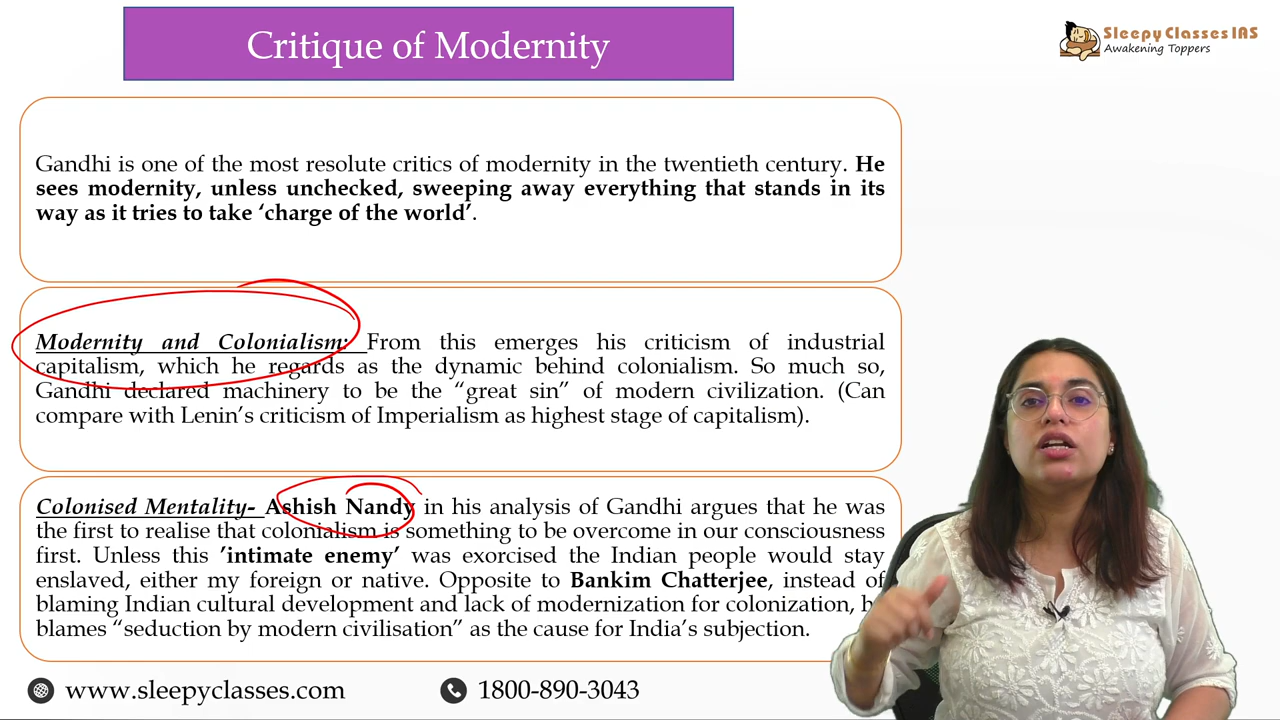 Critique of Modernity
Sleepy Classes IAS
Awakening Toppers
Gandhi is one of the most resolute critics of modernity in the twentieth century. He
sees modernity, unless unchecked, sweeping away everything that stands in its
way as it tries to take ‘charge of the world’.
Modernity and Colonialism: From this emerges his criticism of industrial
capitalism, which he regards as the dynamic behind colonialism. So much so,
Gandhi declared machinery to be the “great sin” of modern civilization. (Can
compare with Lenin’s criticism of Imperialism as highest stage of capitalism).
Colonised Mentality- Ashish Nandy in his analysis of Gandhi argues that he was
the first to realise that colonialism is something to be overcome in our consciousness
first. Unless this ’intimate enemy’ was exorcised the Indian people would stay
enslaved, either my foreign or native. Opposite to Bankim Chatterjee, instead of
blaming Indian cultural development and lack of modernization for colonization, h
blames “seduction by modern civilisation” as the cause for India’s subjection.
www.sleepyclasses.com
1800-890-3043